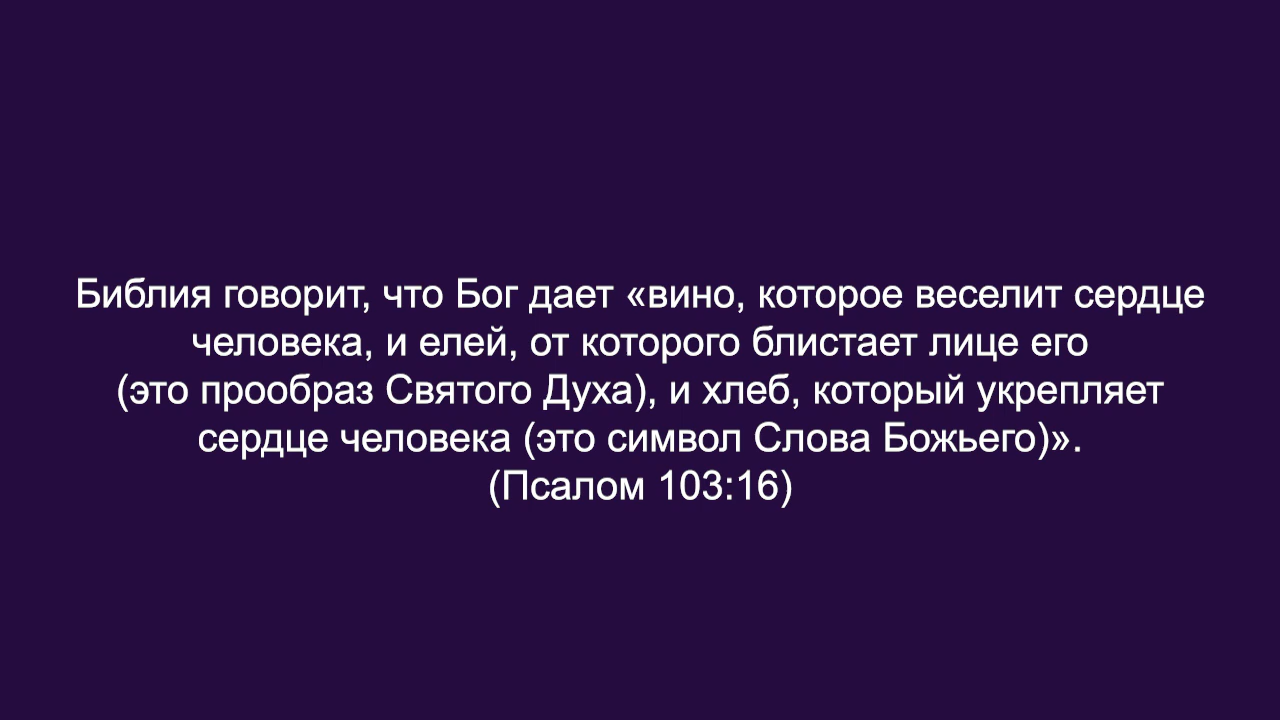 Библия говорит, что Бог дает «вино, которое веселит сердце
человека, и елей, от которого блистает лице его
(это прообраз Святого Духа), и хлеб, который укрепляет
сердце человека (это символ Слова Божьего)».
(Псалом 103:16)